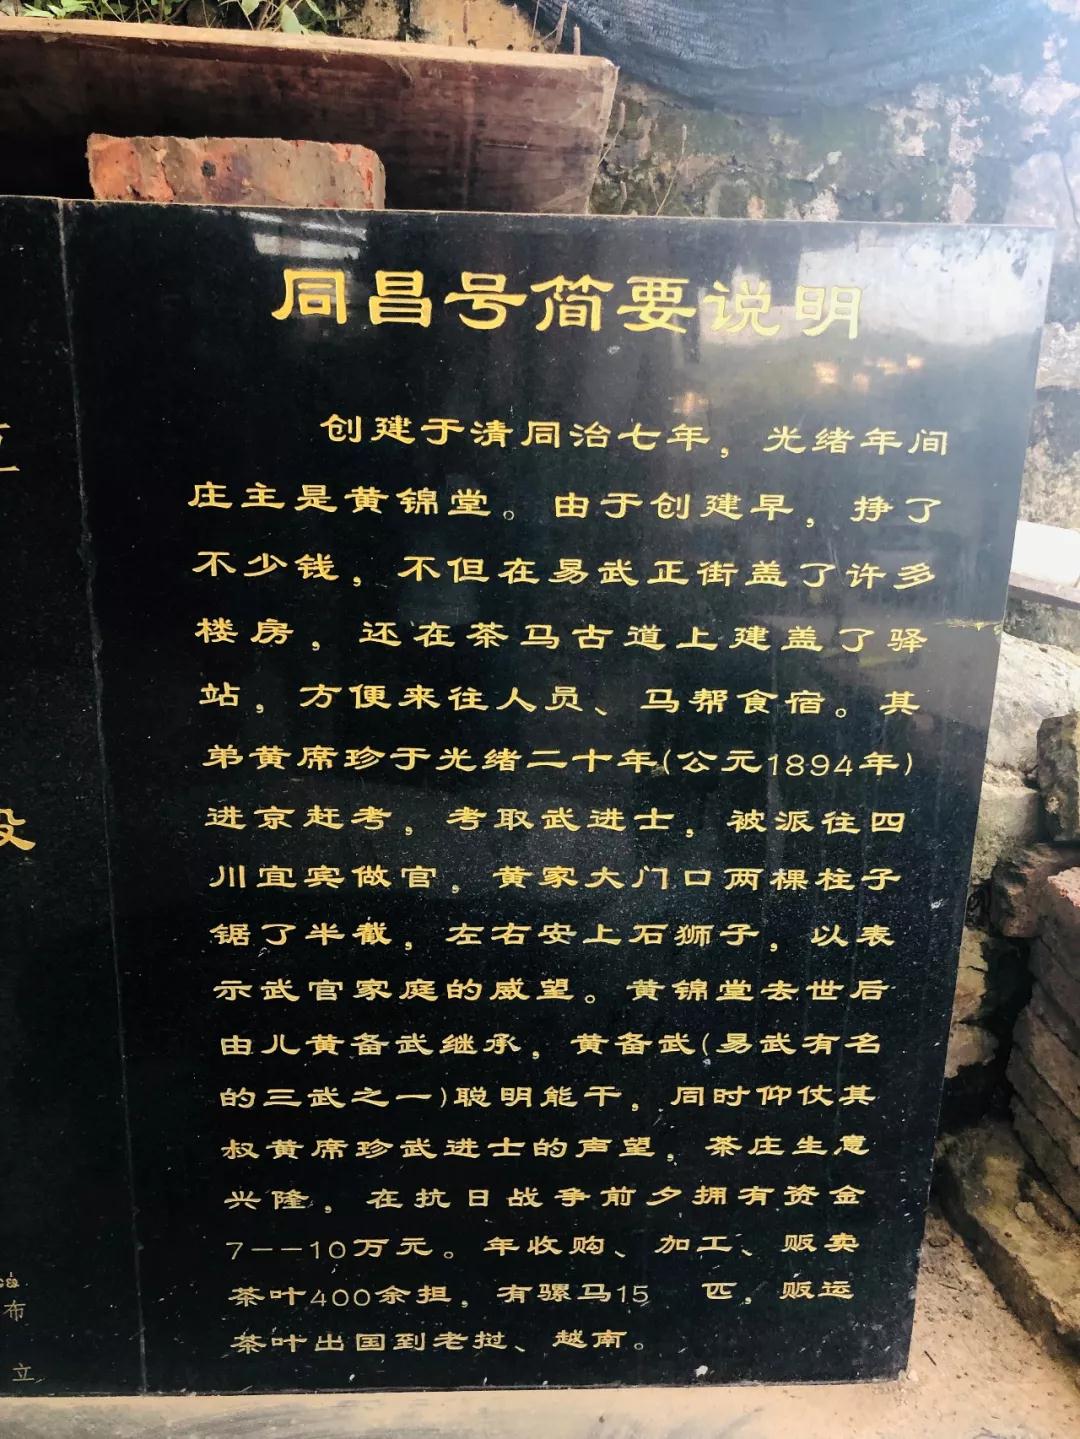 同昌号简要说明
创建于清同治七年，光绪年间
庄主是黄锦堂。由于创建早，挣了
不少钱，不但在易武正街盖了许多
楼房，还在茶马古道上建盖了驿
站，方便来往人员、马帮食宿。其
弟黄席珍于光绪二十年(公元1894年)
进京赶考，考取武进士，被派往四
川宜宾做官，黄家大门口两棵柱子
锯了半截，左右安上石狮子，以表
示武官家庭的威望。黄锦堂去世后
由儿黄备武继承，黄备武(易武有名
的三武之一)聪明能干，同时仰仗其
叔黄席珍武进士的声望，茶庄生意
兴隆，在抗日战争前夕拥有资金
7--10万元。年收购、加工、贩卖
茶叶400余担，有骡马15 匹，贩运
茶叶出国到老挝、越南。
布
立